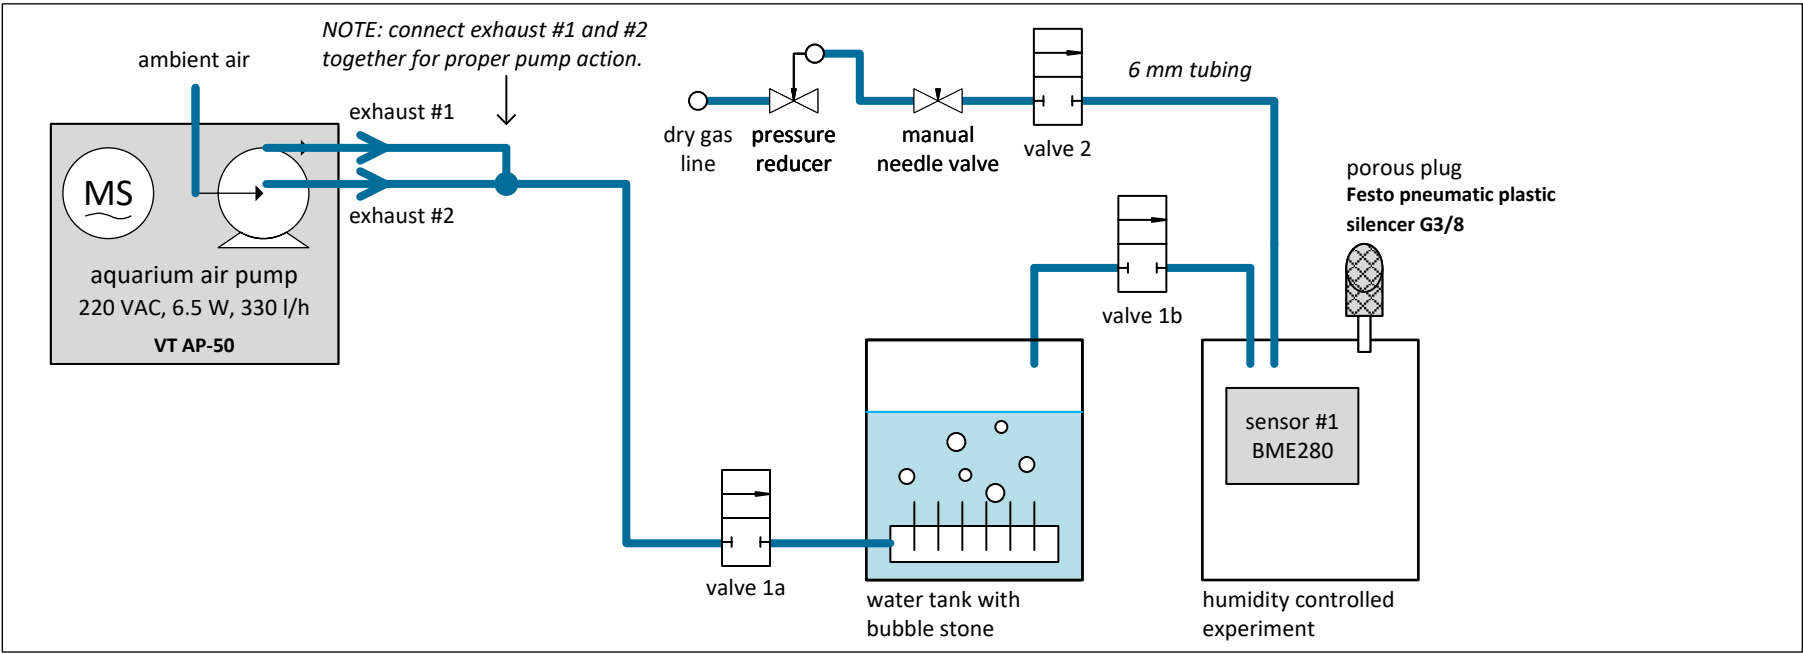 NOTE: connect exhaust #1 and #2
together for proper pump action.
ambient air
exhaust #1
exhaust #2
MS
aquarium air pump
220 VAC, 6.5 W, 330 l/h
VT AP-50
dry gas
line
pressure
reducer
manual
needle valve
valve 2
6 mm tubing
porous plug
Festo pneumatic plastic
silencer G3/8
valve 1b
sensor #1
BME280
valve 1a
water tank with
bubble stone
humidity controlled
experiment